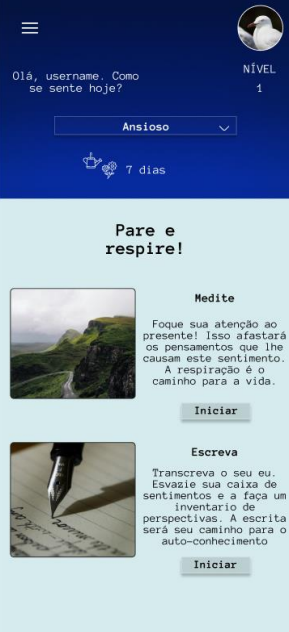 Olá, username. Como
se sente hoje?
NÍVEL
1
Ansioso
7 dias
Pare e
respire!
Medite
Foque sua atenção ao
presente! Isso afastará
os pensamentos que lhe
causam este sentimento.
A respiração é o
caminho para a vida.
Iniciar
Escreva
Transcreva o seu eu.
Esvazie sua caixa de
sentimentos e a faça um
inventario de
perspectivas. A escrita
será seu caminho para o
auto-conhecimento
Iniciar